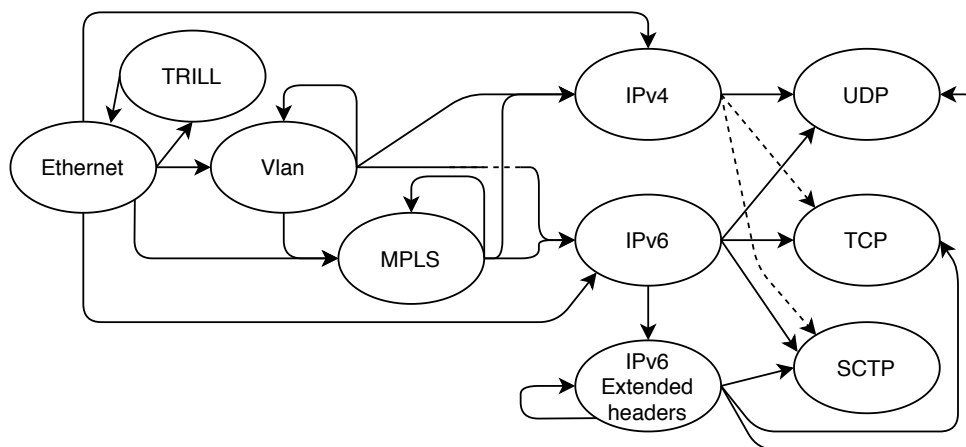 TRILL
IPv4
UDP
Ethernet
Vlan
MPLS
IPv6
TCP
IPv6
Extended
headers
SCTP